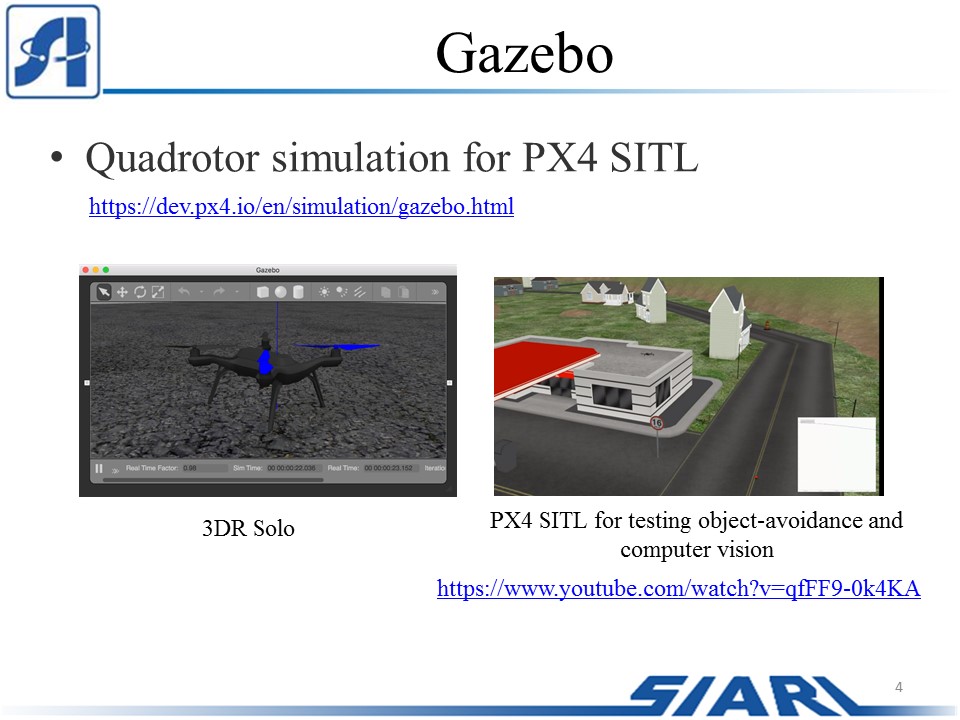 Gazebo
• Quadrotor simulation for PX4 SITL
https://dev.px4.io/en/simulation/gazebo.html
Gazebo
Real Time Factor: 0.98 Sim Time: 00 00:00:22.036 Real Time: 00 00:00:23.152 Iteratio
3DR Solo
PX4 SITL for testing object-avoidance and
computer vision
https://www.youtube.com/watch?v=qfFF9-0k4KA
SIARL
4